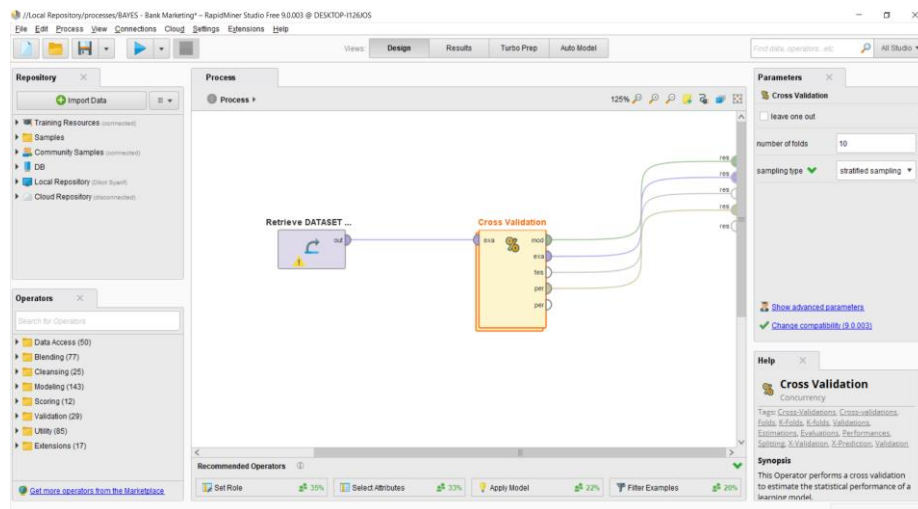 //Local Repository/processes/BAYES - Bank Marketing* – RapidMiner Studio Free 9.0.003 @ DESKTOP-I126JOS
File Edit Process View Connections Cloud Settings Extensions Help
Views: Design Results Turbo Prep Auto Model
Find data, operators...etc
All Studio
Repository
Import Data
Training Resources (connected)
Samples
Community Samples (connected)
DB
Local Repository
Cloud Repository (disconnected)
Operators
Search for Operators
Data Access (50)
Blending (77)
Cleansing (25)
Modeling (143)
Scoring (12)
Validation (29)
Utility (85)
Extensions (17)
Get more operators from the Marketplace
Process
Process
125%
Retrieve DATASET ...
out
Cross Validation
exa mod
exa
tes
per
per
res
res
res
res
res
Recommended Operators
Set Role 35%
Select Attributes 33%
Apply Model 22%
Filter Examples 20%
Parameters
Cross Validation
leave one out
number of folds 10
sampling type stratified sampling
Show advanced parameters
Change compatibility (9.0.003)
Help
Cross Validation
Concurrency
Tags: Cross-Validations, Cross-validations,
Folds, K-Folds, K-folds, Validations,
Estimations, Evaluations, Performances,
Splitting, X-Validation, X-Prediction, Validation
Synopsis
This Operator performs a cross validation
to estimate the statistical performance of a
learning model.